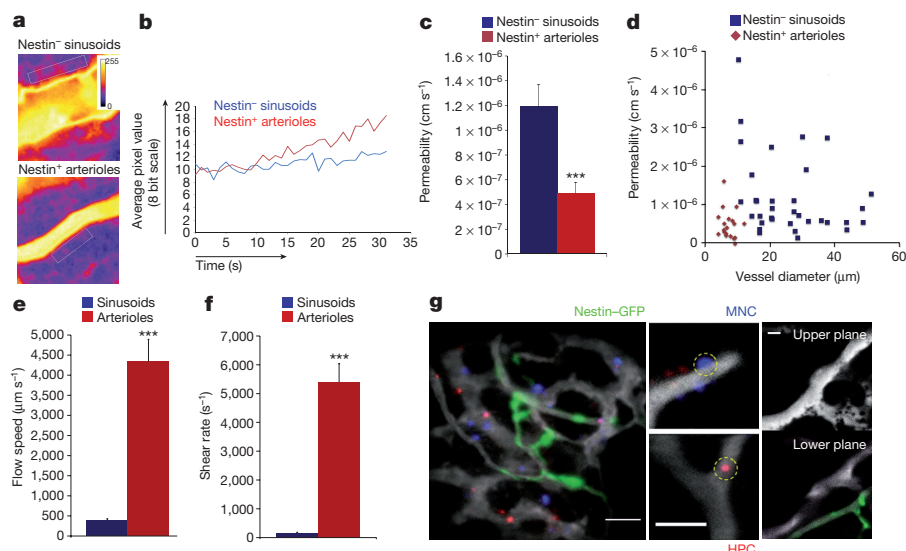 a
Nestin– sinusoids
255
0
Nestin+ arterioles
b
Average pixel value
(8 bit scale)
20
18
16
14
12
10
8
6
4
2
0
Nestin– sinusoids
Nestin+ arterioles
0 5 10 15 20 25 30 35
Time (s)
c
Nestin– sinusoids
Nestin+ arterioles
Permeability (cm s–1)
1.6 × 10–6
1.4 × 10–6
1.2 × 10–6
1 × 10–6
8 × 10–7
6 × 10–7
4 × 10–7
2 × 10–7
0
***
d
Nestin– sinusoids
Nestin+ arterioles
Permeability (cm s–1)
5 × 10–6
4 × 10–6
3 × 10–6
2 × 10–6
1 × 10–6
0
0 20 40 60
Vessel diameter (μm)
e
Sinusoids
Arterioles
Flow speed (μm s–1)
5,000
4,500
4,000
3,500
3,000
2,500
2,000
1,500
1,000
500
0
***
f
Sinusoids
Arterioles
Shear rate (s–1)
7,000
6,000
5,000
4,000
3,000
2,000
1,000
0
***
g
Nestin–GFP
MNC
Upper plane
Lower plane
HPC